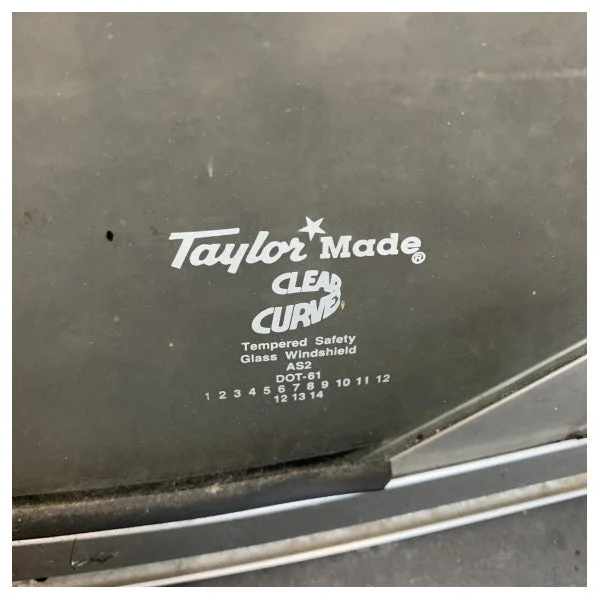 Taylor Made®
CLEAR
CURVE
Tempered Safety
Glass Windshield
AS2
DOT-61
1 2 3 4 5 6 7 8 9 10 11 12
12 13 14